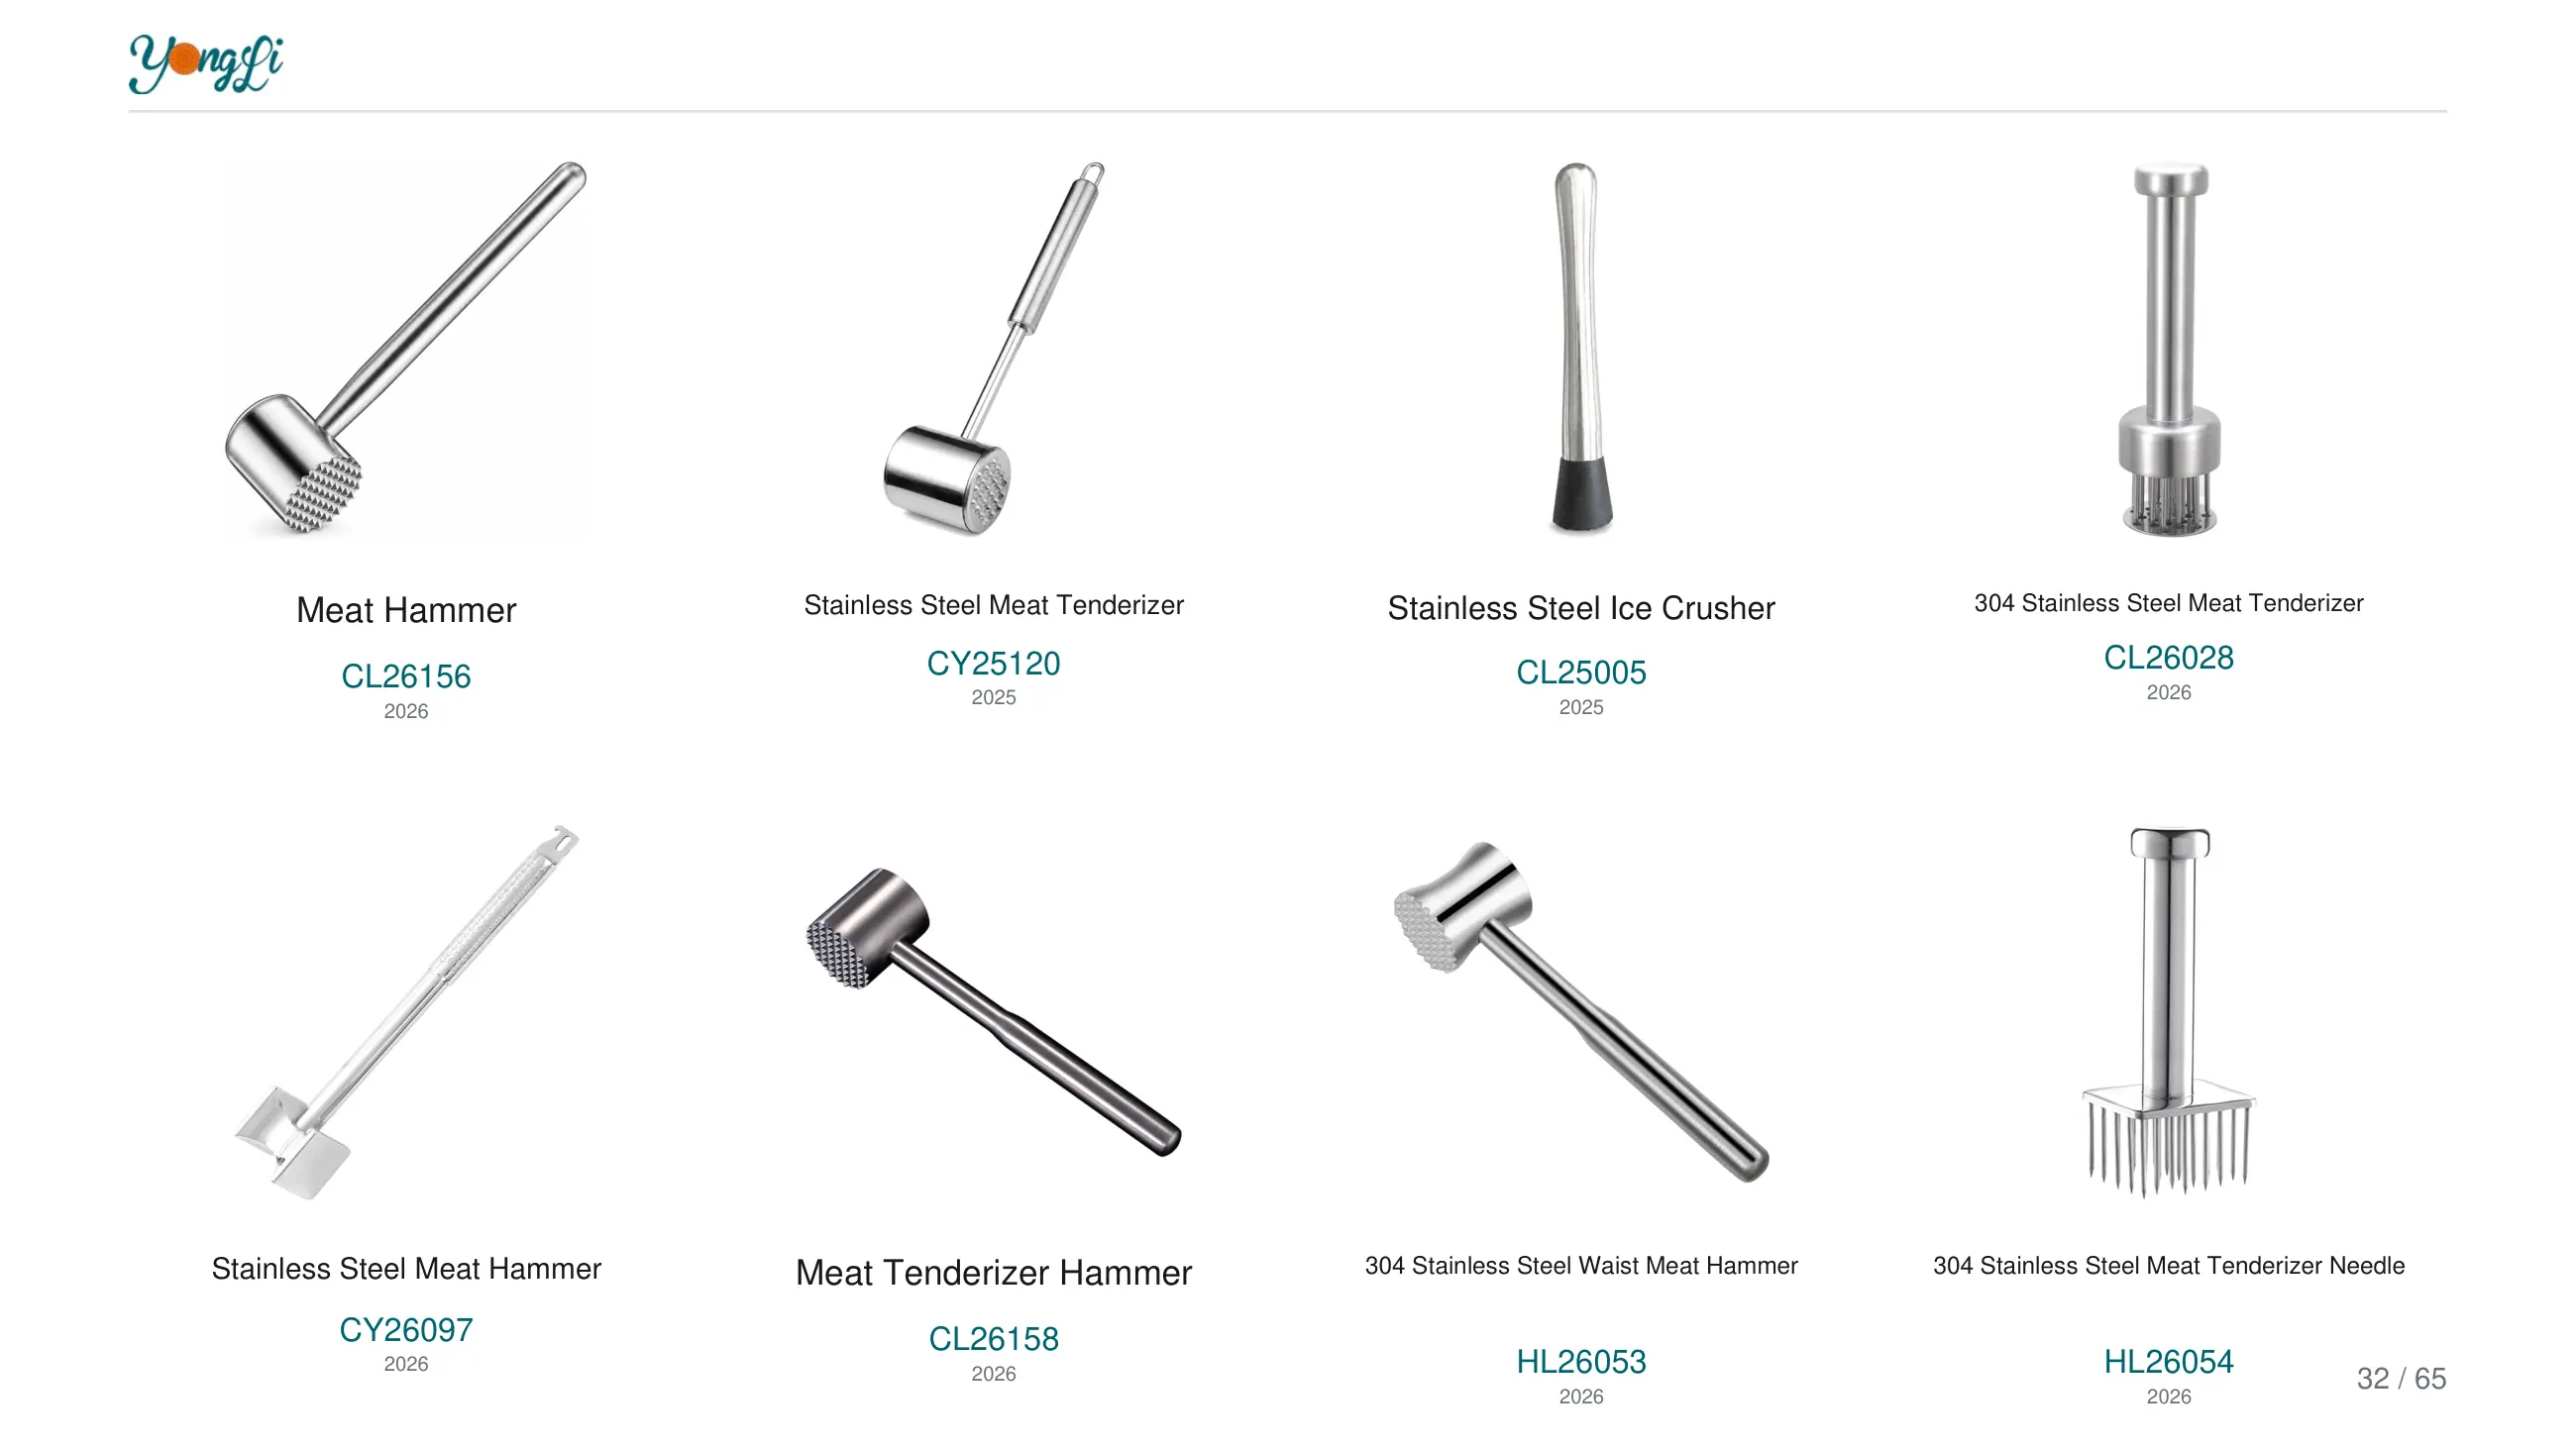 YongLi
Meat Hammer
CL26156
2026
Stainless Steel Meat Tenderizer
CY25120
2025
Stainless Steel Ice Crusher
CL25005
2025
304 Stainless Steel Meat Tenderizer
CL26028
2026
Stainless Steel Meat Hammer
CY26097
2026
Meat Tenderizer Hammer
CL26158
2026
304 Stainless Steel Waist Meat Hammer
HL26053
2026
304 Stainless Steel Meat Tenderizer Needle
HL26054
2026
32 / 65